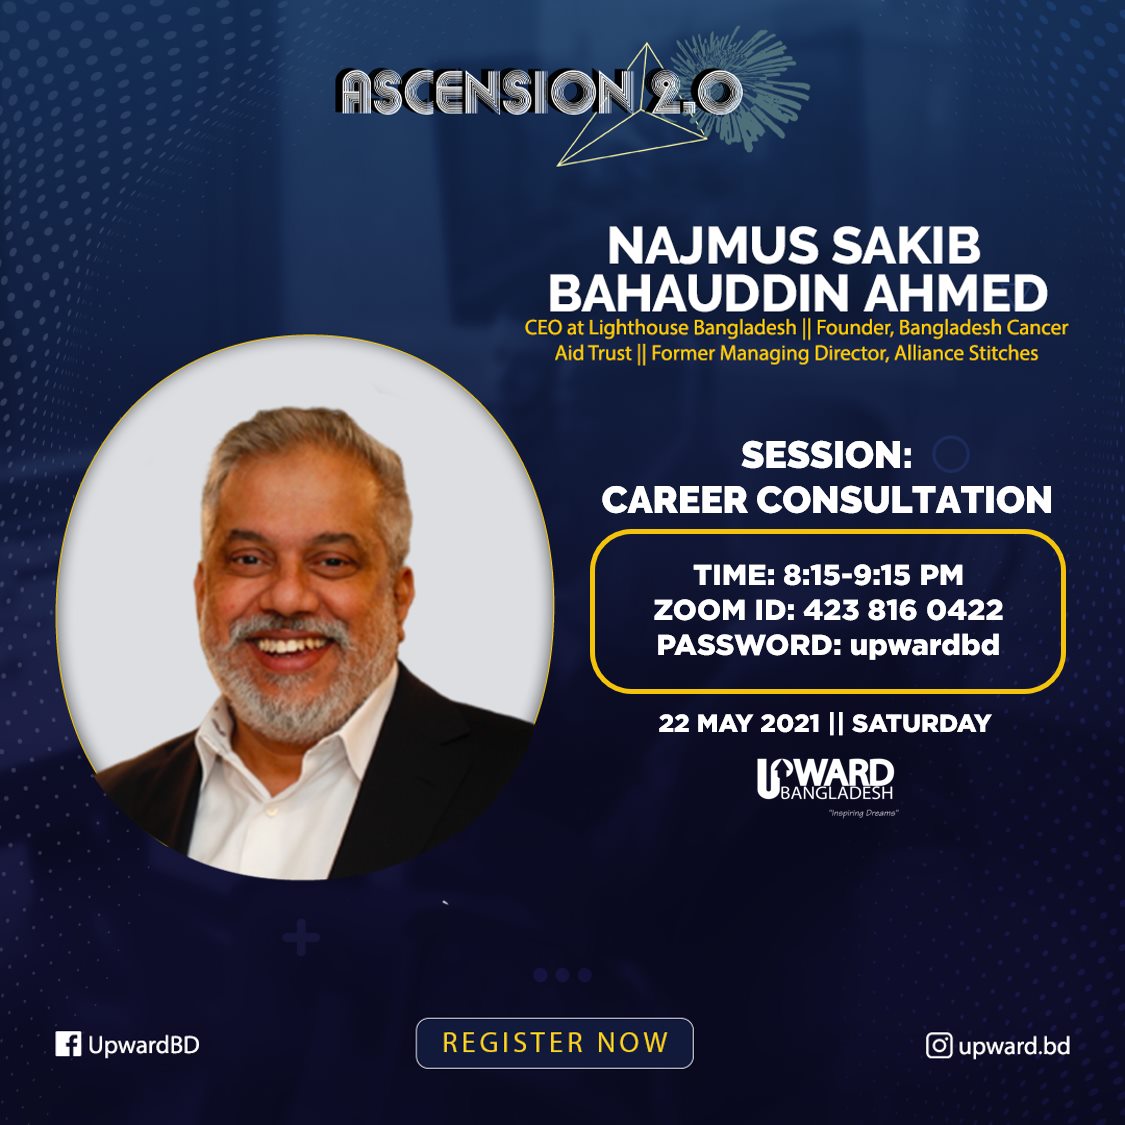 ASCENSION 2.0
NAJMUS SAKIB
BAHAUDDIN AHMED
CEO at Lighthouse Bangladesh || Founder, Bangladesh Cancer
Aid Trust || Former Managing Director, Alliance Stitches
SESSION:
CAREER CONSULTATION
TIME: 8:15-9:15 PM
ZOOM ID: 423 816 0422
PASSWORD: upwardbd
22 MAY 2021 || SATURDAY
UPWARD
BANGLADESH
"Inspiring Dreams"
UpwardBD
REGISTER NOW
upward.bd